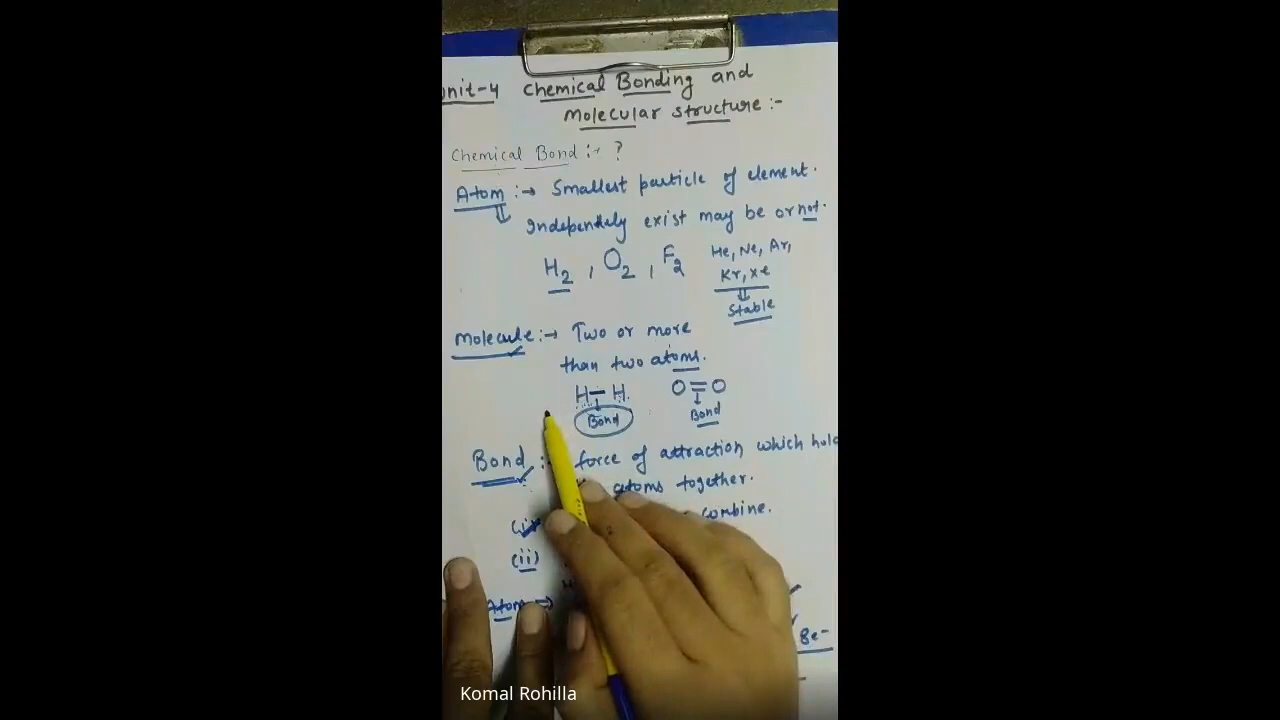 unit-4 Chemical Bonding and
Molecular structure :-
Chemical Bond :→ ?
Atom :→ Smallest particle of element.
Independely exist may be or not.
H₂ , O₂ , F₂
He, Ne, Ar,
Kr, Xe
Stable
Molecule :→ Two or more
than two atoms.
H–H O=O
Bond Bond
Bond :→ force of attraction which hold
atoms together.
(i) combine.
(ii)
Atom ⇒
8e⁻
Komal Rohilla